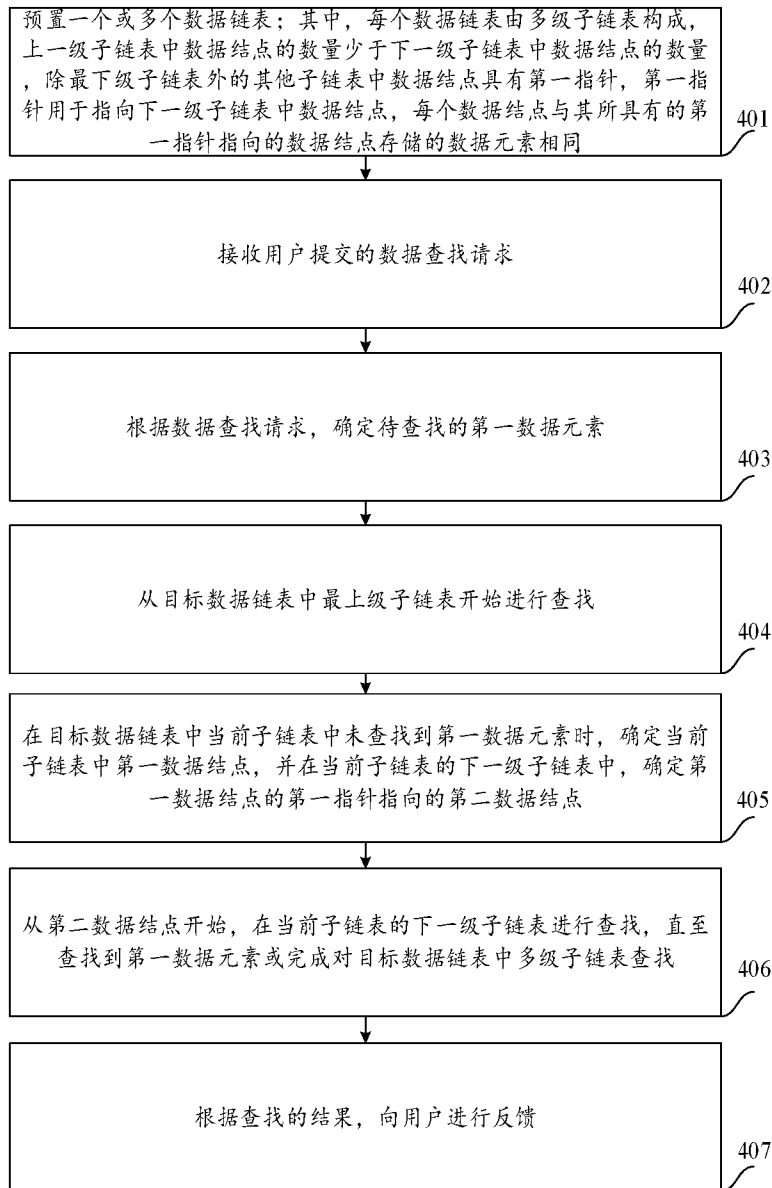 预置一个或多个数据链表；其中，每个数据链表由多级子链表构成，
上一级子链表中数据结点的数量少于下一级子链表中数据结点的数量
，除最下级子链表外的其他子链表中数据结点具有第一指针，第一指
针用于指向下一级子链表中数据结点，每个数据结点与其所具有的第
一指针指向的数据结点存储的数据元素相同
401
接收用户提交的数据查找请求
402
根据数据查找请求，确定待查找的第一数据元素
403
从目标数据链表中最上级子链表开始进行查找
404
在目标数据链表中当前子链表中未查找到第一数据元素时，确定当前
子链表中第一数据结点，并在当前子链表的下一级子链表中，确定第
一数据结点的第一指针指向的第二数据结点
405
从第二数据结点开始，在当前子链表的下一级子链表进行查找，直至
查找到第一数据元素或完成对目标数据链表中多级子链表查找
406
根据查找的结果，向用户进行反馈
407